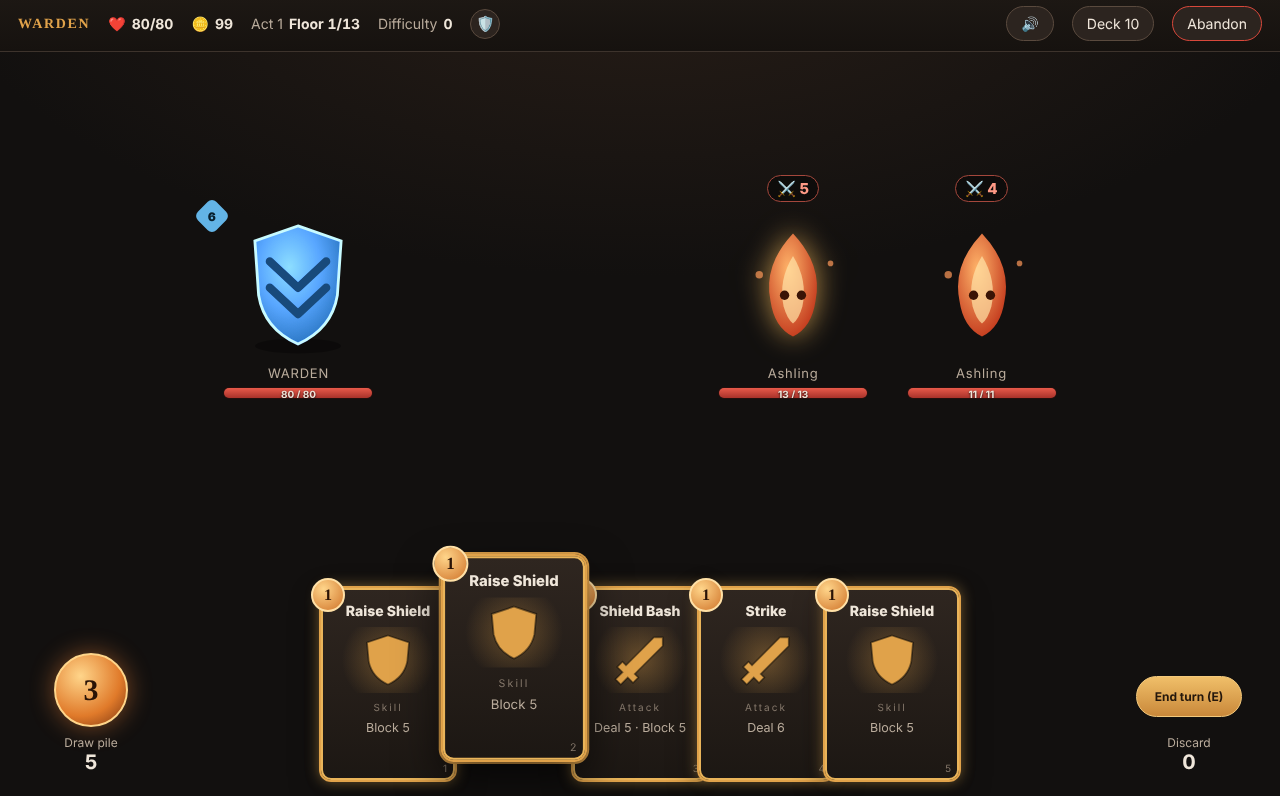 WARDEN 80/80 99 Act 1 Floor 1/13 Difficulty 0 Deck 10 Abandon
5 4
6
WARDEN Ashling Ashling
80 / 80 13 / 13 11 / 11
1 Raise Shield
Skill
Block 5
1
1 Raise Shield
Skill
Block 5
2
Shield Bash
Attack
Deal 5 · Block 5
3
1 Strike
Attack
Deal 6
4
1 Raise Shield
Skill
Block 5
5
3
Draw pile
5
End turn (E)
Discard
0